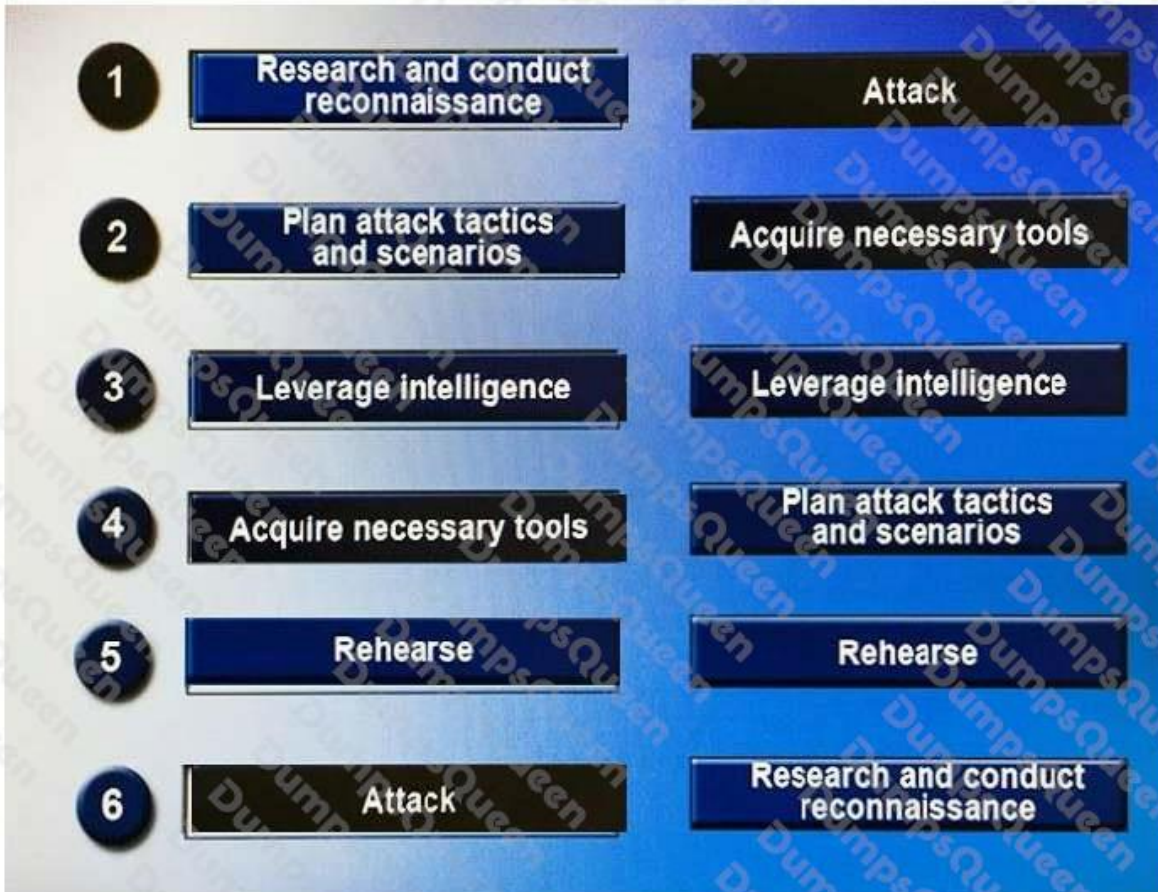 1
Research and conduct
reconnaissance
Attack
2
Plan attack tactics
and scenarios
Acquire necessary tools
3
Leverage intelligence
Leverage intelligence
4
Acquire necessary tools
Plan attack tactics
and scenarios
5
Rehearse
Rehearse
6
Attack
Research and conduct
reconnaissance
DumpsQueen